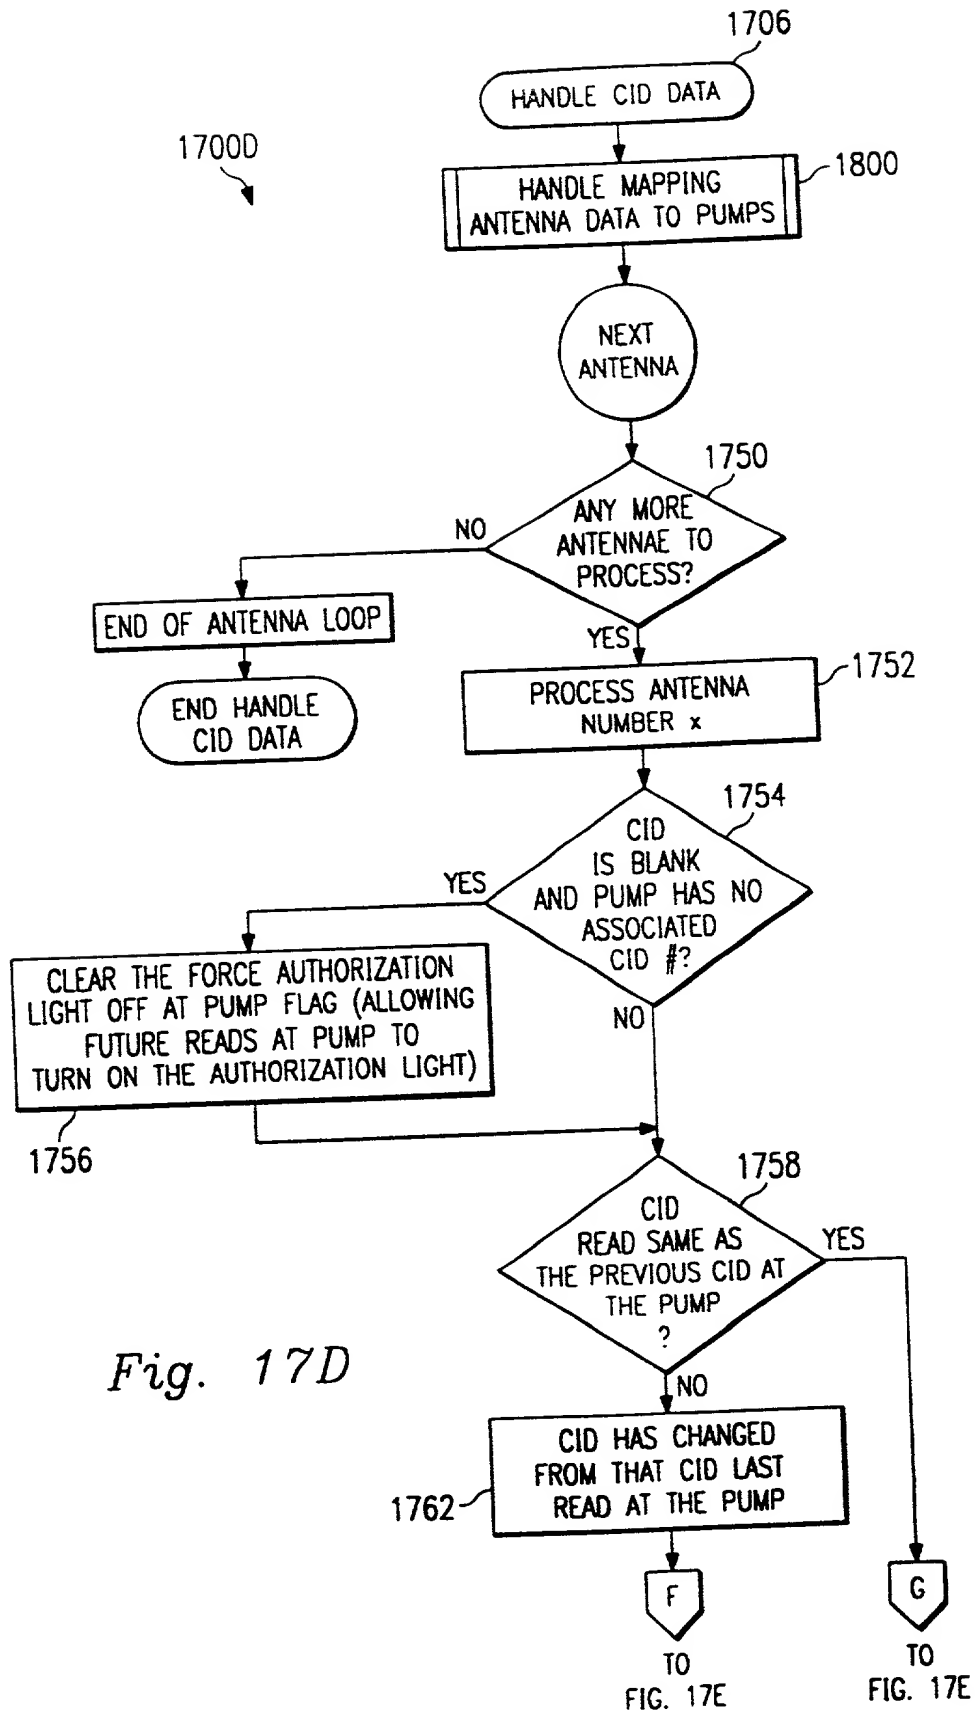 1706
HANDLE CID DATA
1700D
1800
HANDLE MAPPING
ANTENNA DATA TO PUMPS
NEXT
ANTENNA
1750
ANY MORE
ANTENNAE TO
PROCESS?
NO
END OF ANTENNA LOOP
END HANDLE
CID DATA
YES
1752
PROCESS ANTENNA
NUMBER x
1754
CID
IS BLANK
AND PUMP HAS NO
ASSOCIATED
CID #?
YES
CLEAR THE FORCE AUTHORIZATION
LIGHT OFF AT PUMP FLAG (ALLOWING
FUTURE READS AT PUMP TO
TURN ON THE AUTHORIZATION LIGHT)
1756
NO
1758
CID
READ SAME AS
THE PREVIOUS CID AT
THE PUMP
?
YES
Fig. 17D
NO
CID HAS CHANGED
FROM THAT CID LAST
READ AT THE PUMP
1762
F
TO
FIG. 17E
G
TO
FIG. 17E